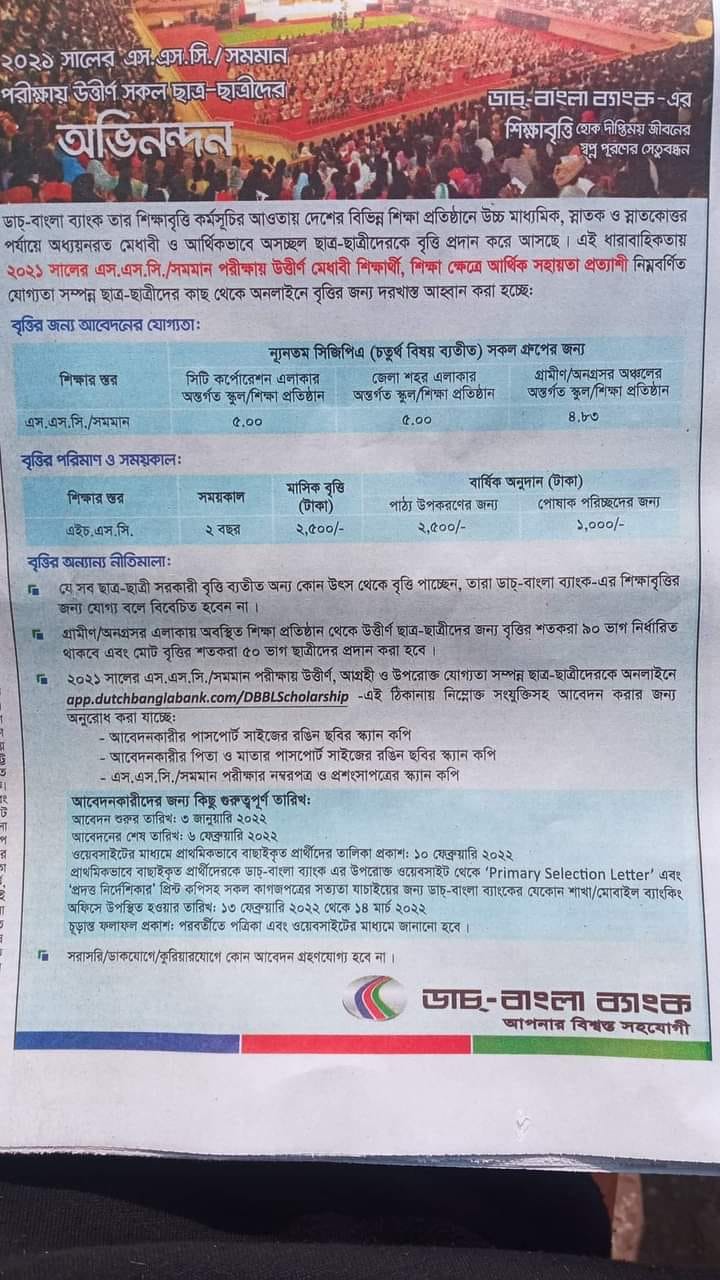 ২০২১ সালের এস.এস.সি./সমমান
পরীক্ষায় উত্তীর্ণ সকল ছাত্র-ছাত্রীদের
অভিনন্দন
ডাচ্-বাংলা ব্যাংক-এর
শিক্ষাবৃত্তি হোক দীপ্তিময় জীবনের
স্বপ্ন পূরণের সেতুবন্ধন
ডাচ্-বাংলা ব্যাংক তার শিক্ষাবৃত্তি কর্মসূচির আওতায় দেশের বিভিন্ন শিক্ষা প্রতিষ্ঠানে উচ্চ মাধ্যমিক, স্নাতক ও স্নাতকোত্তর
পর্যায়ে অধ্যয়নরত মেধাবী ও আর্থিকভাবে অসচ্ছল ছাত্র-ছাত্রীদেরকে বৃত্তি প্রদান করে আসছে। এই ধারাবাহিকতায়
২০২১ সালের এস.এস.সি./সমমান পরীক্ষায় উত্তীর্ণ মেধাবী শিক্ষার্থী, শিক্ষা ক্ষেত্রে আর্থিক সহায়তা প্রত্যাশী নিম্নবর্ণিত
যোগ্যতা সম্পন্ন ছাত্র-ছাত্রীদের কাছ থেকে অনলাইনে বৃত্তির জন্য দরখাস্ত আহ্বান করা হচ্ছে:
বৃত্তির জন্য আবেদনের যোগ্যতা:
ন্যূনতম সিজিপিএ (চতুর্থ বিষয় ব্যতীত) সকল গ্রুপের জন্য
শিক্ষার স্তর
সিটি কর্পোরেশন এলাকার অন্তর্গত স্কুল/শিক্ষা প্রতিষ্ঠান
জেলা শহর এলাকার অন্তর্গত স্কুল/শিক্ষা প্রতিষ্ঠান
গ্রামীণ/অনগ্রসর অঞ্চলের অন্তর্গত স্কুল/শিক্ষা প্রতিষ্ঠান
এস.এস.সি./সমমান ৫.০০ ৫.০০ ৪.৮৩
বৃত্তির পরিমাণ ও সময়কাল:
শিক্ষার স্তর
সময়কাল
মাসিক বৃত্তি (টাকা)
বার্ষিক অনুদান (টাকা)
পাঠ্য উপকরণের জন্য
পোষাক পরিচ্ছদের জন্য
এইচ.এস.সি. ২ বছর ২,৫০০/- ২,৫০০/- ১,০০০/-
বৃত্তির অন্যান্য নীতিমালা:
যে সব ছাত্র-ছাত্রী সরকারী বৃত্তি ব্যতীত অন্য কোন উৎস থেকে বৃত্তি পাচ্ছেন, তারা ডাচ্-বাংলা ব্যাংক-এর শিক্ষাবৃত্তির
জন্য যোগ্য বলে বিবেচিত হবেন না।
গ্রামীণ/অনগ্রসর এলাকায় অবস্থিত শিক্ষা প্রতিষ্ঠান থেকে উত্তীর্ণ ছাত্র-ছাত্রীদের জন্য বৃত্তির শতকরা ৯০ ভাগ নির্ধারিত
থাকবে এবং মোট বৃত্তির শতকরা ৫০ ভাগ ছাত্রীদের প্রদান করা হবে।
২০২১ সালের এস.এস.সি./সমমান পরীক্ষায় উত্তীর্ণ, আগ্রহী ও উপরোক্ত যোগ্যতা সম্পন্ন ছাত্র-ছাত্রীদেরকে অনলাইনে
app.dutchbanglabank.com/DBBLScholarship -এই ঠিকানায় নিম্নোক্ত সংযুক্তিসহ আবেদন করার জন্য
অনুরোধ করা যাচ্ছে:
- আবেদনকারীর পাসপোর্ট সাইজের রঙিন ছবির স্ক্যান কপি
- আবেদনকারীর পিতা ও মাতার পাসপোর্ট সাইজের রঙিন ছবির স্ক্যান কপি
- এস.এস.সি./সমমান পরীক্ষার নম্বরপত্র ও প্রশংসাপত্রের স্ক্যান কপি
আবেদনকারীদের জন্য কিছু গুরুত্বপূর্ণ তারিখ:
আবেদন শুরুর তারিখ: ৩ জানুয়ারি ২০২২
আবেদনের শেষ তারিখ: ৬ ফেব্রুয়ারি ২০২২
ওয়েবসাইটের মাধ্যমে প্রাথমিকভাবে বাছাইকৃত প্রার্থীদের তালিকা প্রকাশ: ১০ ফেব্রুয়ারি ২০২২
প্রাথমিকভাবে বাছাইকৃত প্রার্থীদেরকে ডাচ্-বাংলা ব্যাংক এর উপরোক্ত ওয়েবসাইট থেকে ‘Primary Selection Letter’ এবং
‘প্রদত্ত নির্দেশিকার’ প্রিন্ট কপিসহ সকল কাগজপত্রের সত্যতা যাচাইয়ের জন্য ডাচ্-বাংলা ব্যাংকের যেকোন শাখা/মোবাইল ব্যাংকিং
অফিসে উপস্থিত হওয়ার তারিখ: ১৩ ফেব্রুয়ারি ২০২২ থেকে ১৪ মার্চ ২০২২
চূড়ান্ত ফলাফল প্রকাশ: পরবর্তীতে পত্রিকা এবং ওয়েবসাইটের মাধ্যমে জানানো হবে।
সরাসরি/ডাকযোগে/কুরিয়ারযোগে কোন আবেদন গ্রহণযোগ্য হবে না।
ডাচ্-বাংলা ব্যাংক
আপনার বিশ্বস্ত সহযোগী